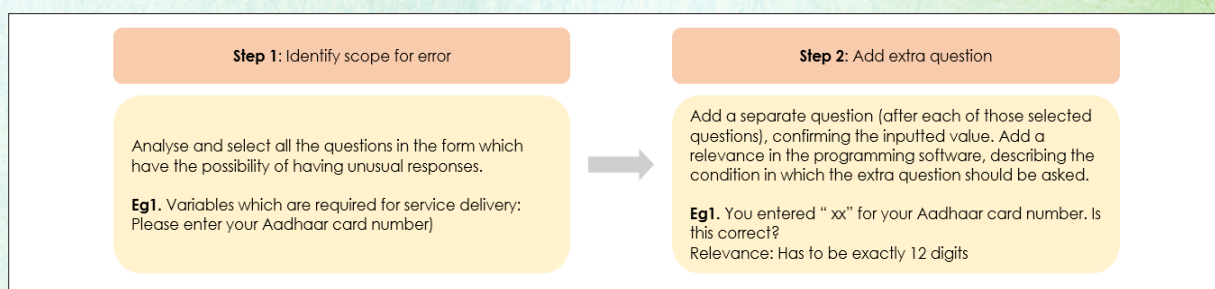 Step 1: Identify scope for error
Analyse and select all the questions in the form which
have the possibility of having unusual responses.
Eg1. Variables which are required for service delivery:
Please enter your Aadhaar card number)
Step 2: Add extra question
Add a separate question (after each of those selected
questions), confirming the inputted value. Add a
relevance in the programming software, describing the
condition in which the extra question should be asked.
Eg1. You entered “ xx” for your Aadhaar card number. Is
this correct?
Relevance: Has to be exactly 12 digits